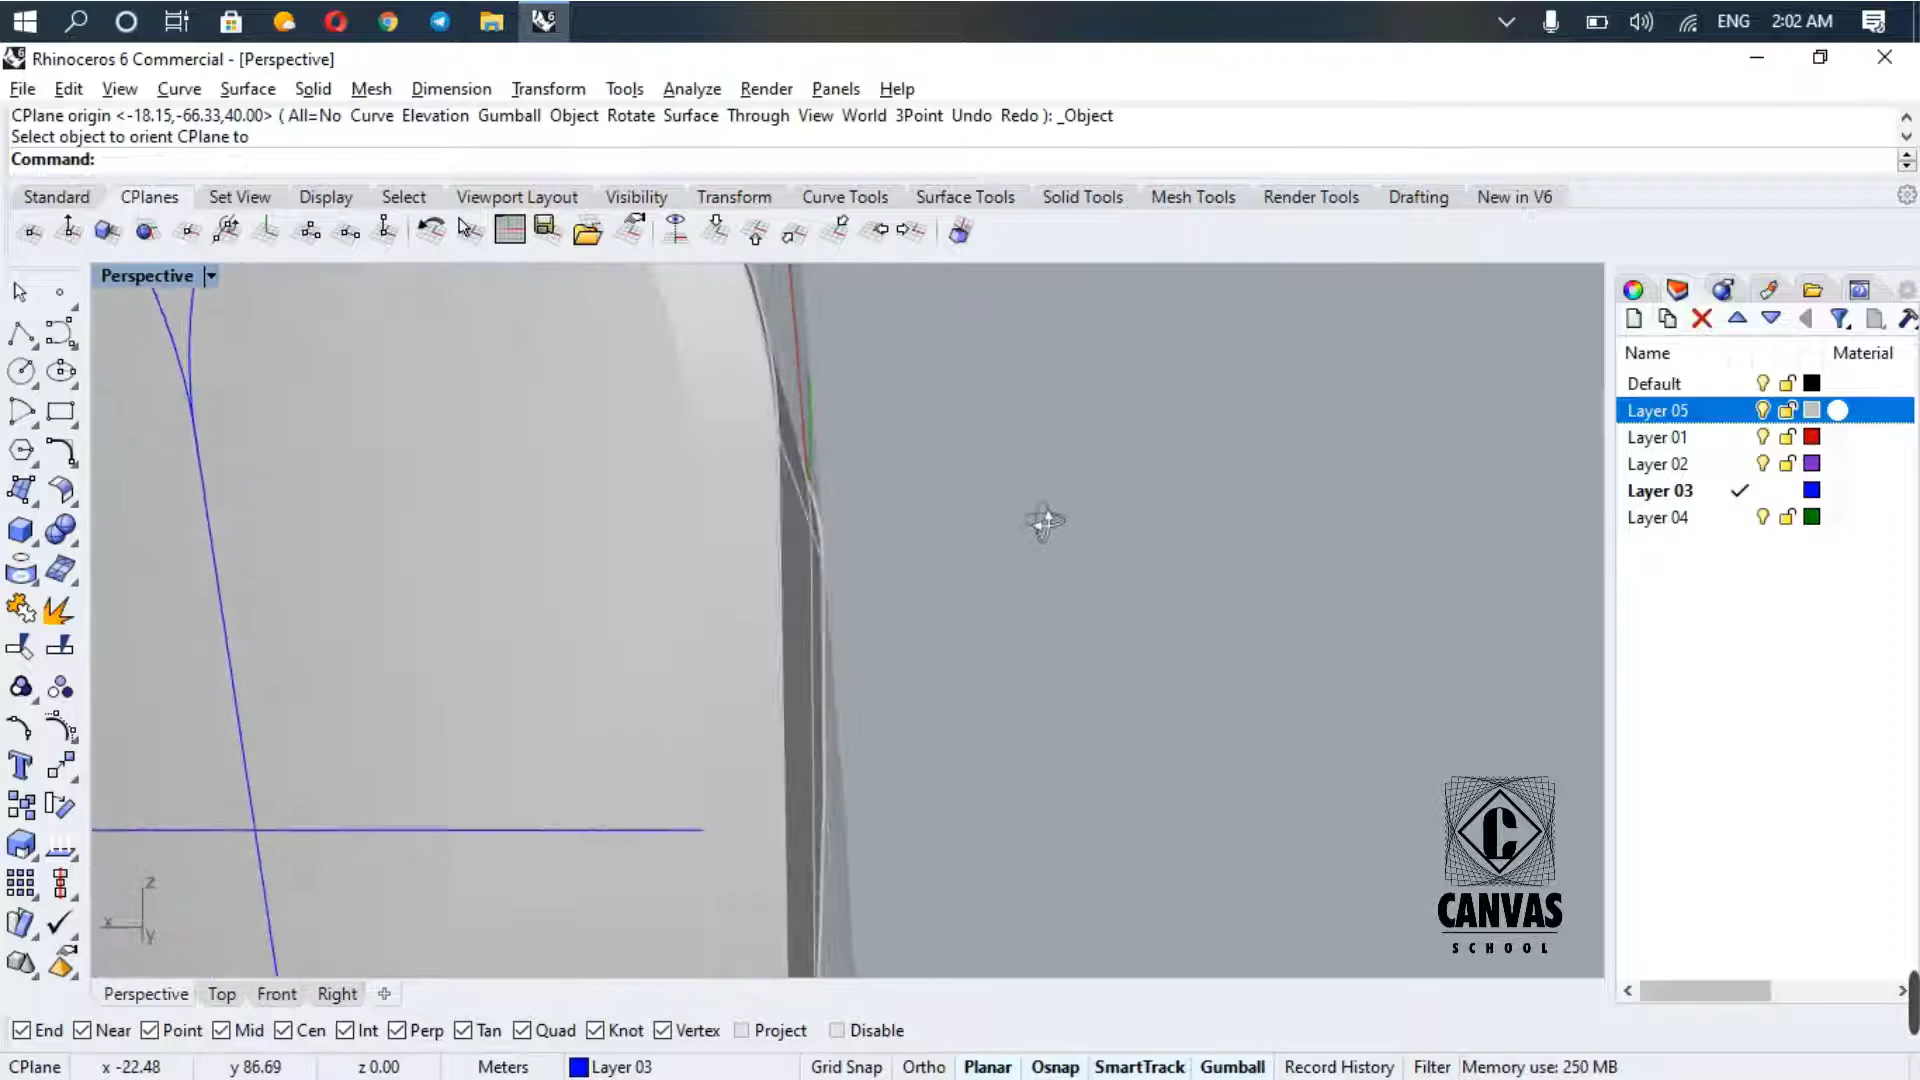 ENG 2:02 AM
Rhinoceros 6 Commercial - [Perspective]
File Edit View Curve Surface Solid Mesh Dimension Transform Tools Analyze Render Panels Help
CPlane origin <-18.15,-66.33,40.00> ( All=No Curve Elevation Gumball Object Rotate Surface Through View World 3Point Undo Redo ): _Object
Select object to orient CPlane to
Command:
Standard CPlanes Set View Display Select Viewport Layout Visibility Transform Curve Tools Surface Tools Solid Tools Mesh Tools Render Tools Drafting New in V6
Perspective
Name Material
Default
Layer 05
Layer 01
Layer 02
Layer 03
Layer 04
z
x
y
C
CANVAS
SCHOOL
Perspective Top Front Right
End Near Point Mid Cen Int Perp Tan Quad Knot Vertex Project Disable
CPlane x -22.48 y 86.69 z 0.00 Meters Layer 03 Grid Snap Ortho Planar Osnap SmartTrack Gumball Record History Filter Memory use: 250 MB